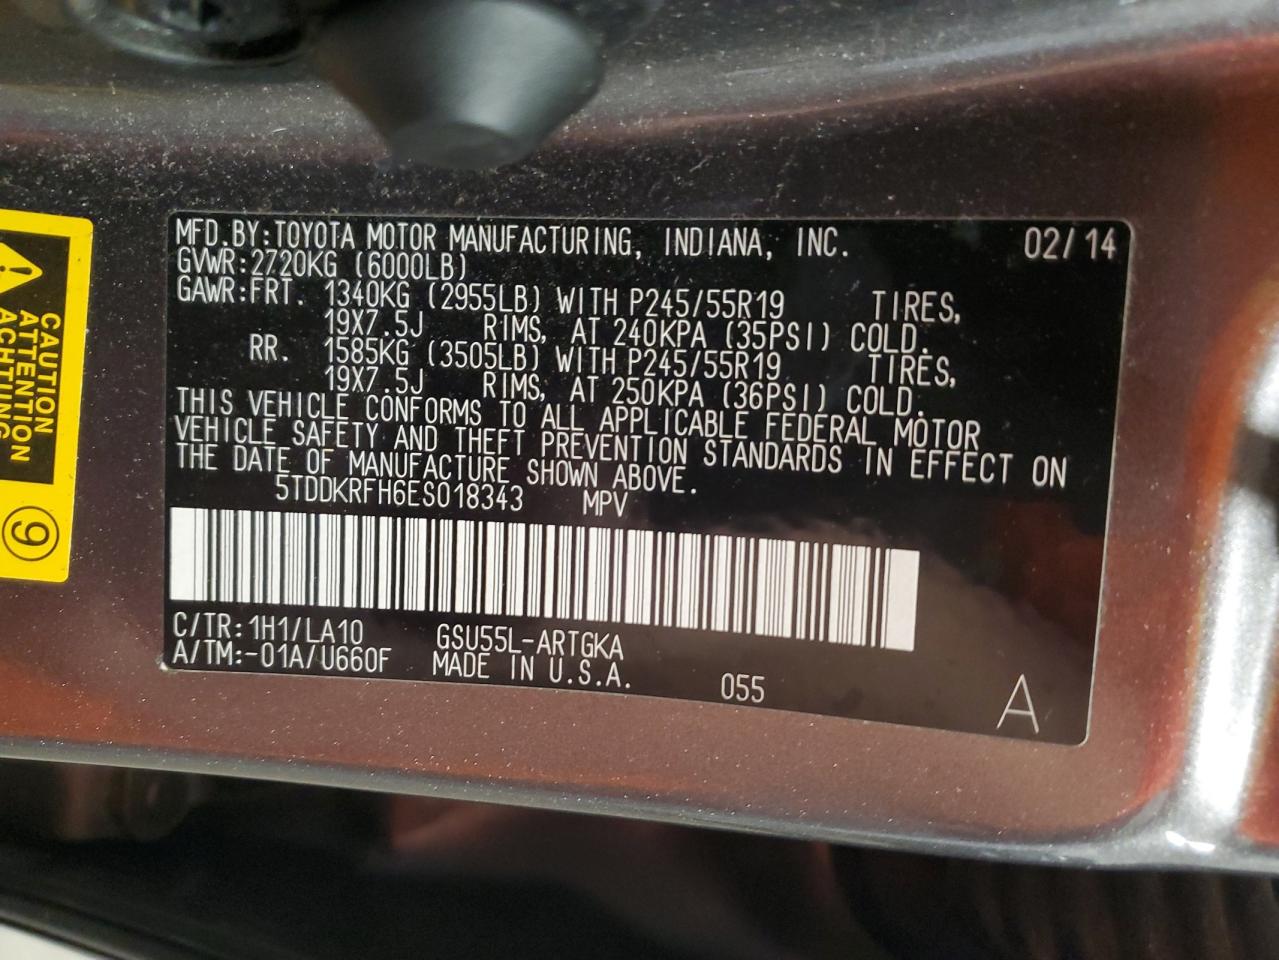 MFD.BY:TOYOTA MOTOR MANUFACTURING, INDIANA, INC. 02/14
GVWR:2720KG (6000LB)
GAWR:FRT. 1340KG (2955LB) WITH P245/55R19 TIRES,
19X7.5J RIMS, AT 240KPA (35PSI) COLD.
RR. 1585KG (3505LB) WITH P245/55R19 TIRES,
19X7.5J RIMS, AT 250KPA (36PSI) COLD.
THIS VEHICLE CONFORMS TO ALL APPLICABLE FEDERAL MOTOR
VEHICLE SAFETY AND THEFT PREVENTION STANDARDS IN EFFECT ON
THE DATE OF MANUFACTURE SHOWN ABOVE.
5TDDKRFH6ES018343 MPV
C/TR:1H1/LA10 GSU55L-ARTGKA
A/TM:-01A/U660F MADE IN U.S.A. 055 A
CAUTION
ATTENTION
ACHTUNG
9